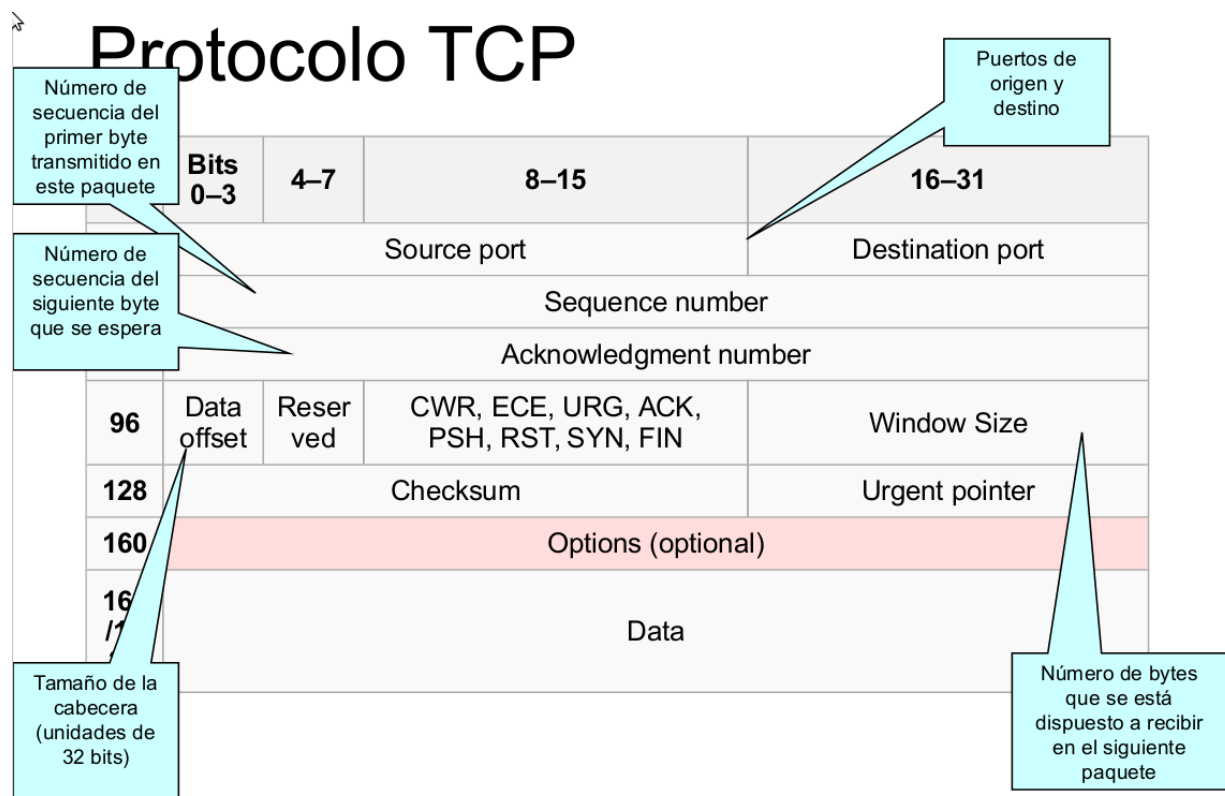 Protocolo TCP
Número de
secuencia del
primer byte
transmitido en
este paquete
Puertos de
origen y
destino
Bits
0–3
4–7
8–15
16–31
Source port
Destination port
Número de
secuencia del
siguiente byte
que se espera
Sequence number
Acknowledgment number
96
Data
offset
Reser
ved
CWR, ECE, URG, ACK,
PSH, RST, SYN, FIN
Window Size
128
Checksum
Urgent pointer
160
Options (optional)
Data
Tamaño de la
cabecera
(unidades de
32 bits)
Número de bytes
que se está
dispuesto a recibir
en el siguiente
paquete